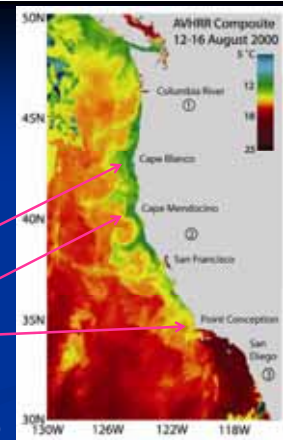 50N
AVHRR Composite
12-16 August 2000
5 °C
12
18
25
Columbia River
①
45N
Cape Blanco
Cape Mendocino
40N
②
San Francisco
35N
Point Conception
San
Diego
③
30N
130W 126W 122W 118W